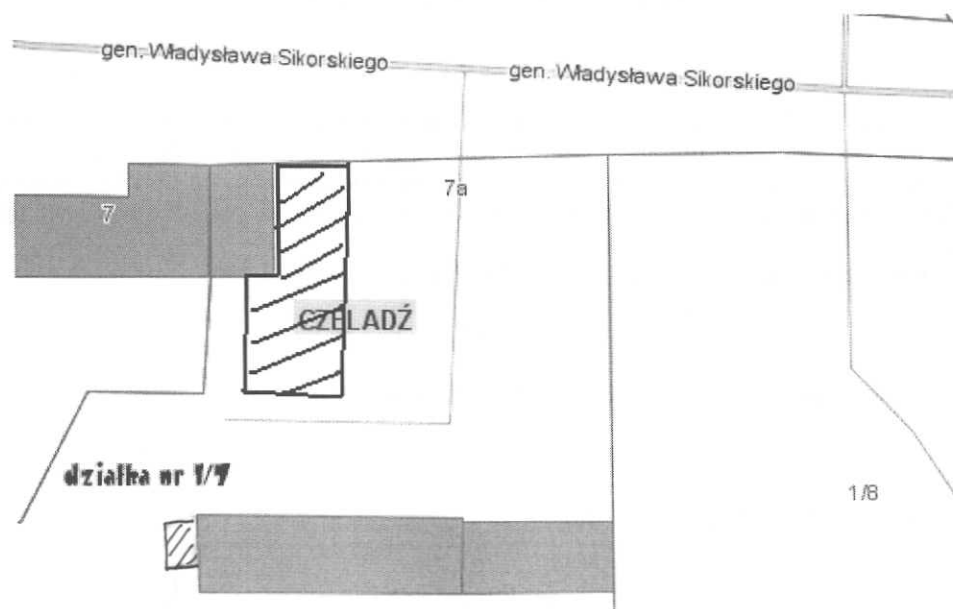 gen. Władysława Sikorskiego
gen. Władysława Sikorskiego
7
7a
CZELADŹ
działka nr 1/7
1/8